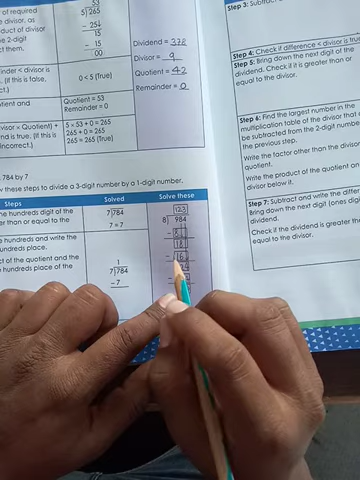 of required
e divisor, as
duct of divisor
he 2-digit
ct them.
53
5)265
- 25↓
15
- 15
00
Dividend = 378
Divisor = 9
Quotient = 42
Remainder = 0
inder < divisor is
. (If this is false,
ct.)
0 < 5 (True)
otient and
Quotient = 53
Remainder = 0
ivisor × Quotient) +
nd is true. (If this is
incorrect.)
5 × 53 + 0 = 265
265 + 0 = 265
265 = 265 (True)
784 by 7
w these steps to divide a 3-digit number by a 1-digit number.
Steps
Solved
Solve these
he hundreds digit of the
er than or equal to the
7)784
7 = 7
123
8) 984
- 8
18
- 16
e hundreds and write the
hundreds place.
ct of the quotient and the
hundreds place of the
1
7)784
- 7
Step 3: Subtract
Step 4: Check if difference < divisor is true
Step 5: Bring down the next digit of the
dividend. Check if it is greater than or
equal to the divisor.
Step 6: Find the largest number in the
multiplication table of the divisor that c
be subtracted from the 2-digit numbe
the previous step.
Write the factor other than the divisor
quotient.
Write the product of the quotient an
divisor below it.
Step 7: Subtract and write the differ
Bring down the next digit (ones digi
dividend.
Check if the dividend is greater the
equal to the divisor.